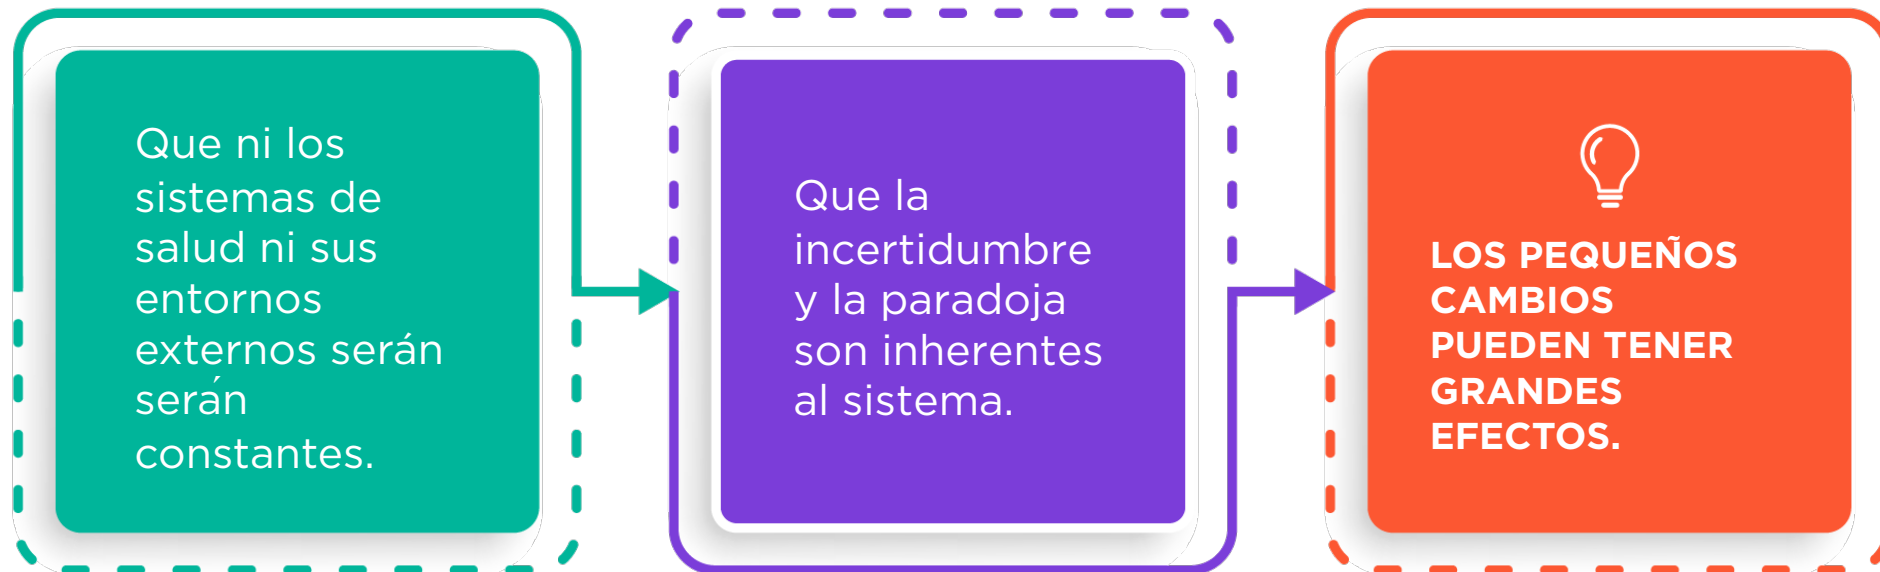 Que ni los
sistemas de
salud ni sus
entornos
externos serán
serán
constantes.
Que la
incertidumbre
y la paradoja
son inherentes
al sistema.
LOS PEQUEÑOS
CAMBIOS
PUEDEN TENER
GRANDES
EFECTOS.